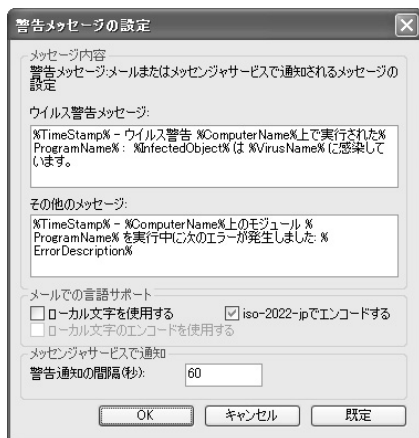 警告メッセージの設定
メッセージ内容
警告メッセージ:メールまたはメッセンジャサービスで通知されるメッセージの
設定
ウイルス警告メッセージ:
%TimeStamp% - ウイルス警告 %ComputerName%上で実行された%
ProgramName% : %InfectedObject% は %VirusName% に感染して
います。
その他のメッセージ:
%TimeStamp% - %ComputerName%上のモジュール %
ProgramName% を実行中に次のエラーが発生しました: %
ErrorDescription%
メールでの言語サポート
ローカル文字を使用する
iso-2022-jpでエンコードする
ローカル文字のエンコードを使用する
メッセンジャサービスで通知
警告通知の間隔(秒): 60
OK キャンセル 既定